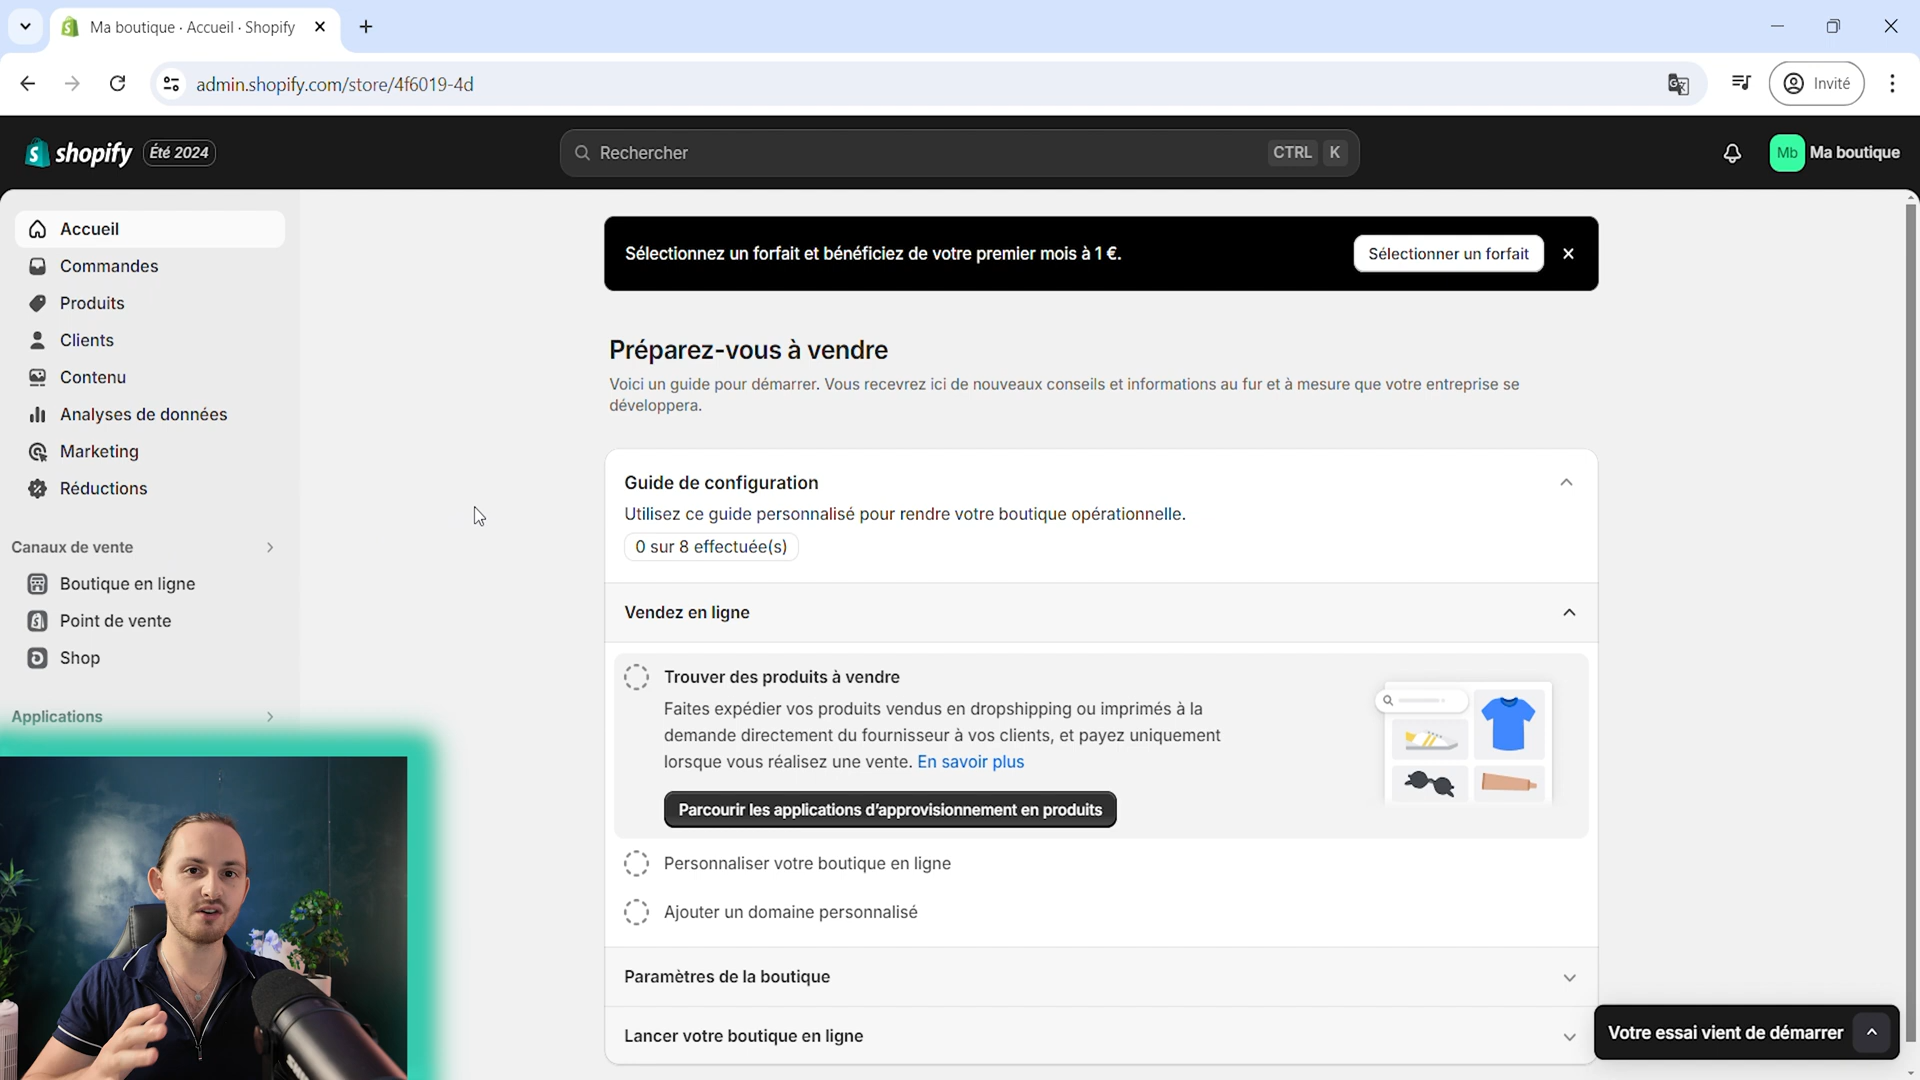 Ma boutique · Accueil · Shopify
admin.shopify.com/store/4f6019-4d
Invité
shopify
Été 2024
Rechercher
CTRL K
Mb
Ma boutique
Accueil
Commandes
Produits
Clients
Contenu
Analyses de données
Marketing
Réductions
Canaux de vente
Boutique en ligne
Point de vente
Shop
Applications
Sélectionnez un forfait et bénéficiez de votre premier mois à 1 €.
Sélectionner un forfait
Préparez-vous à vendre
Voici un guide pour démarrer. Vous recevrez ici de nouveaux conseils et informations au fur et à mesure que votre entreprise se
développera.
Guide de configuration
Utilisez ce guide personnalisé pour rendre votre boutique opérationnelle.
0 sur 8 effectuée(s)
Vendez en ligne
Trouver des produits à vendre
Faites expédier vos produits vendus en dropshipping ou imprimés à la
demande directement du fournisseur à vos clients, et payez uniquement
lorsque vous réalisez une vente. En savoir plus
Parcourir les applications d’approvisionnement en produits
Personnaliser votre boutique en ligne
Ajouter un domaine personnalisé
Paramètres de la boutique
Lancer votre boutique en ligne
Votre essai vient de démarrer